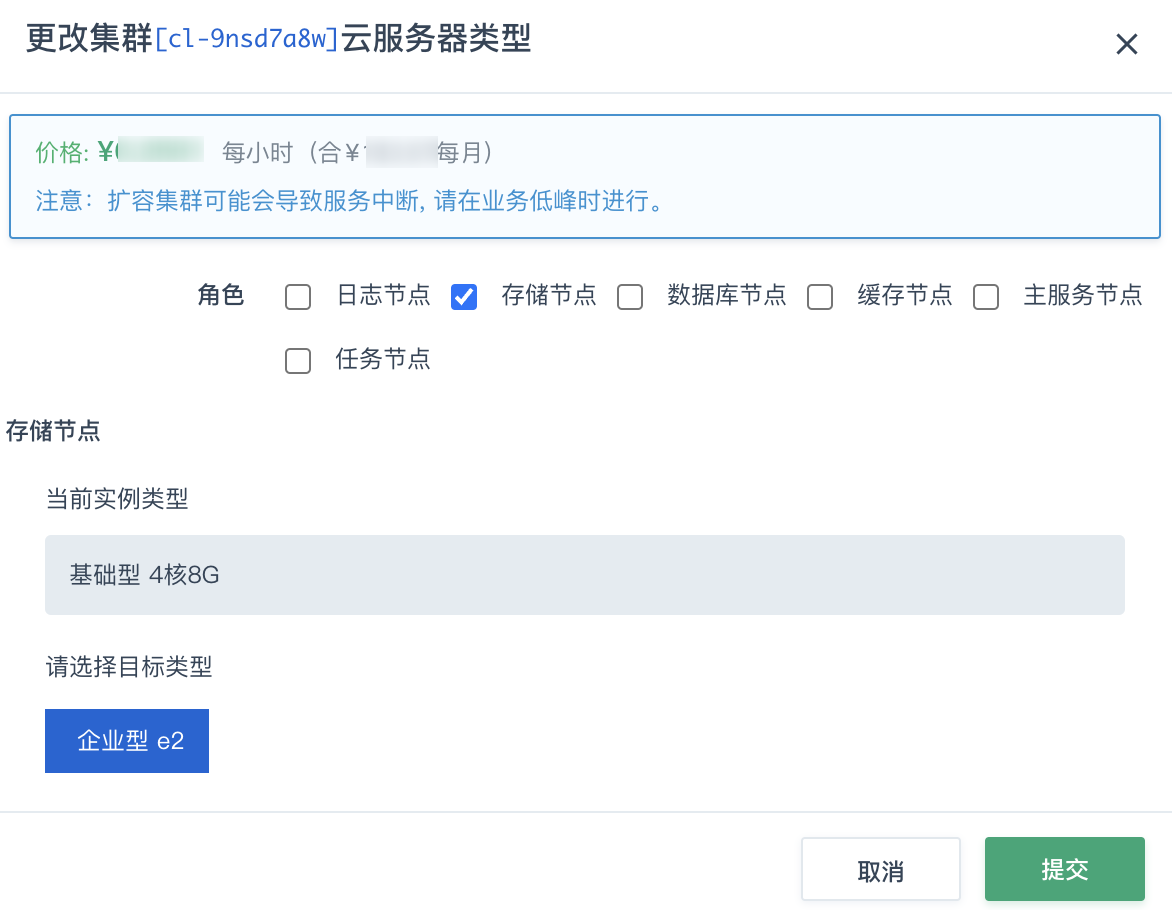 更改集群[cl-9nsd7a8w]云服务器类型
价格: ¥ 每小时（合¥ 每月）
注意：扩容集群可能会导致服务中断, 请在业务低峰时进行。
角色 日志节点 存储节点 数据库节点 缓存节点 主服务节点
任务节点
存储节点
当前实例类型
基础型 4核8G
请选择目标类型
企业型 e2
取消 提交